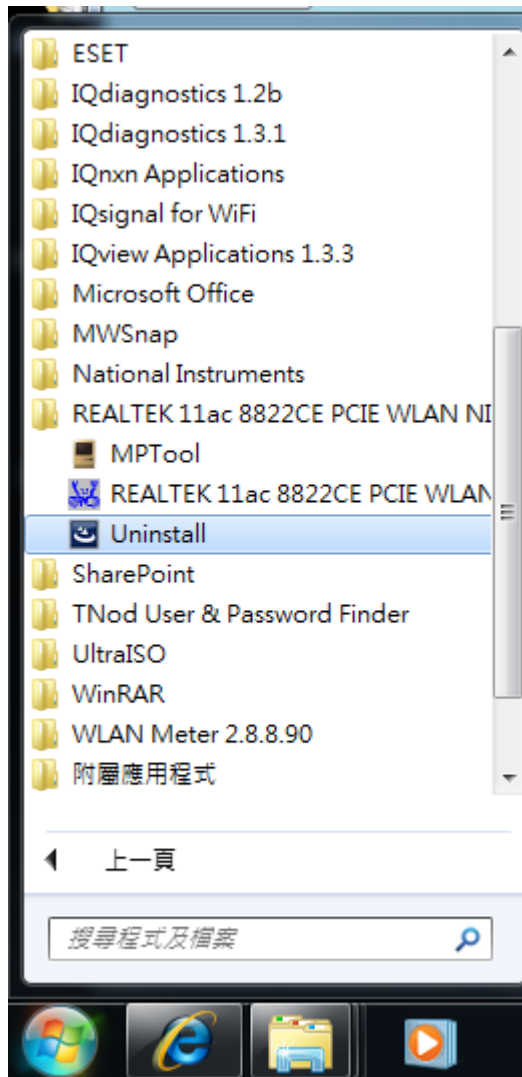 ESET
IQdiagnostics 1.2b
IQdiagnostics 1.3.1
IQnxn Applications
IQsignal for WiFi
IQview Applications 1.3.3
Microsoft Office
MWSnap
National Instruments
REALTEK 11ac 8822CE PCIE WLAN NI
MPTool
REALTEK 11ac 8822CE PCIE WLAN
Uninstall
SharePoint
TNod User & Password Finder
UltraISO
WinRAR
WLAN Meter 2.8.8.90
附屬應用程式
上一頁
搜尋程式及檔案